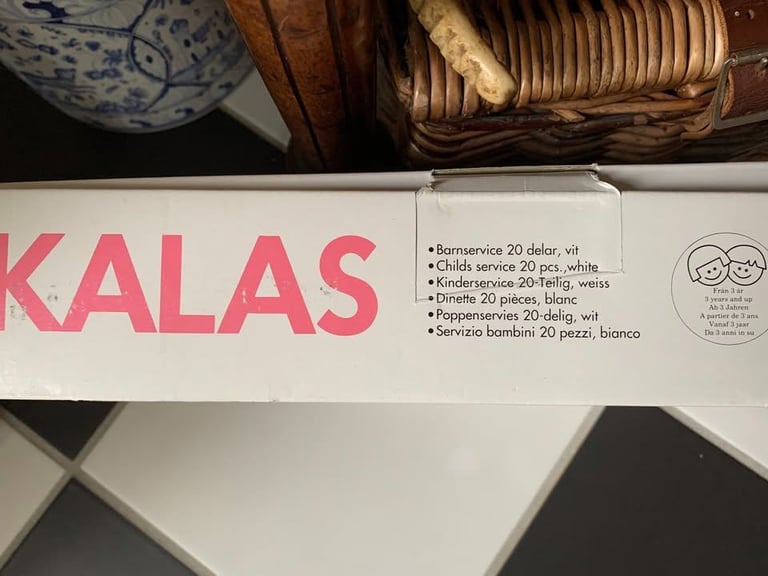 KALAS
• Barnservice 20 delar, vit
• Childs service 20 pcs., white
• Kinderservice 20-Teilig, weiss
• Dinette 20 pièces, blanc
• Poppenservies 20-delig, wit
• Servizio bambini 20 pezzi, bianco
Från 3 år
3 years and up
Ab 3 Jahren
A partier de 3 ans
Vanaf 3 jaar
Da 3 anni in su